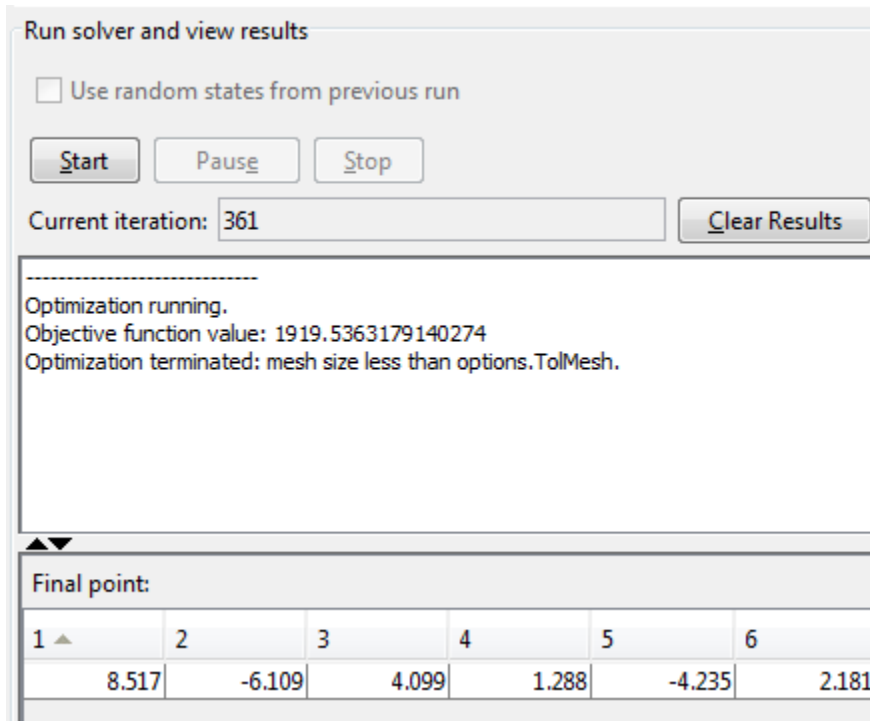 Run solver and view results
Use random states from previous run
Start Pause Stop
Current iteration: 361 Clear Results
-----------------------------
Optimization running.
Objective function value: 1919.5363179140274
Optimization terminated: mesh size less than options.TolMesh.
Final point:
1 2 3 4 5 6
8.517 -6.109 4.099 1.288 -4.235 2.181